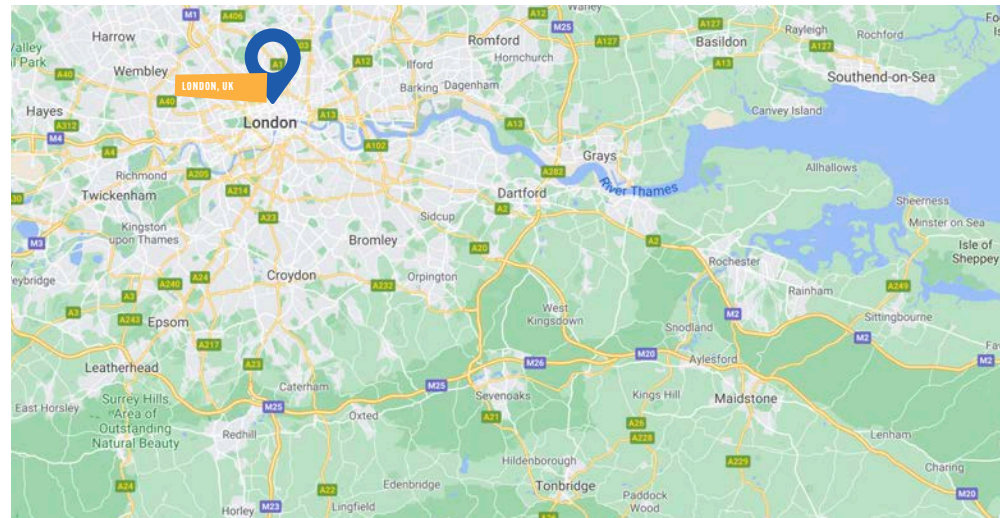 M1
A406
A12
M25
Rayleigh
Rochford
A127
Harrow
A1
Romford
Hornchurch
A127
Basildon
A127
Wembley
A12
Ilford
A13
Southend-on-Sea
A40
LONDON, UK
A40
Barking
Dagenham
Hayes
A312
London
A13
A13
Canvey Island
M4
A4
A102
Grays
A282
Allhallows
Richmond
A205
River Thames
Twickenham
A214
Dartford
A2
Sheerness
Kingston
upon Thames
A23
Sidcup
Minster on Sea
M3
Bromley
A20
A2
Isle of
Sheppey
Rochester
Croydon
Orpington
A24
A240
A232
Rainham
A249
A3
A3
A243
Epsom
West
Kingsdown
M2
Sittingbourne
Snodland
M2
A217
Leatherhead
A23
M26
M20
Aylesford
M2
Caterham
M25
Sevenoaks
Kings Hill
Maidstone
East Horsley
Surrey Hills
Area of
Outstanding
Natural Beauty
M25
Oxted
A21
A26
A228
Redhill
Lenham
Hildenborough
A229
Charing
A24
A22
Edenbridge
Tonbridge
Paddock
Wood
M20
Horley
M23
Lingfield